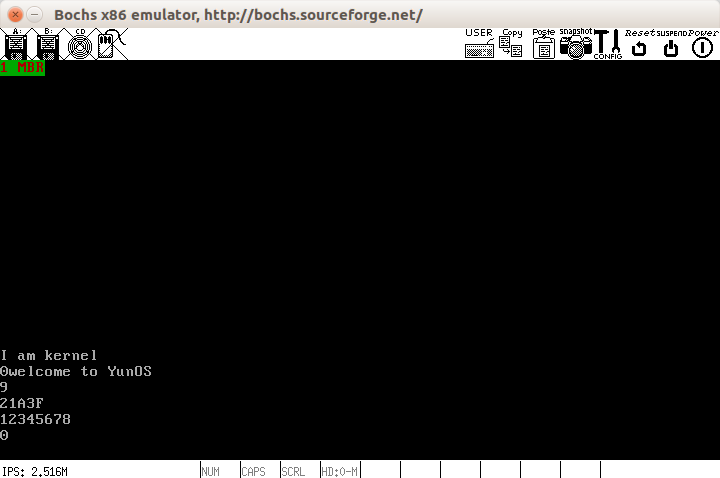 Bochs x86 emulator, http://bochs.sourceforge.net/
A: B: CD USER Copy Paste snapshot CONFIG Reset SUSPEND Power
1 MBR
I am kernel
0welcome to YunOS
9
21A3F
12345678
0
IPS: 2.516M NUM CAPS SCRL HD:0-M